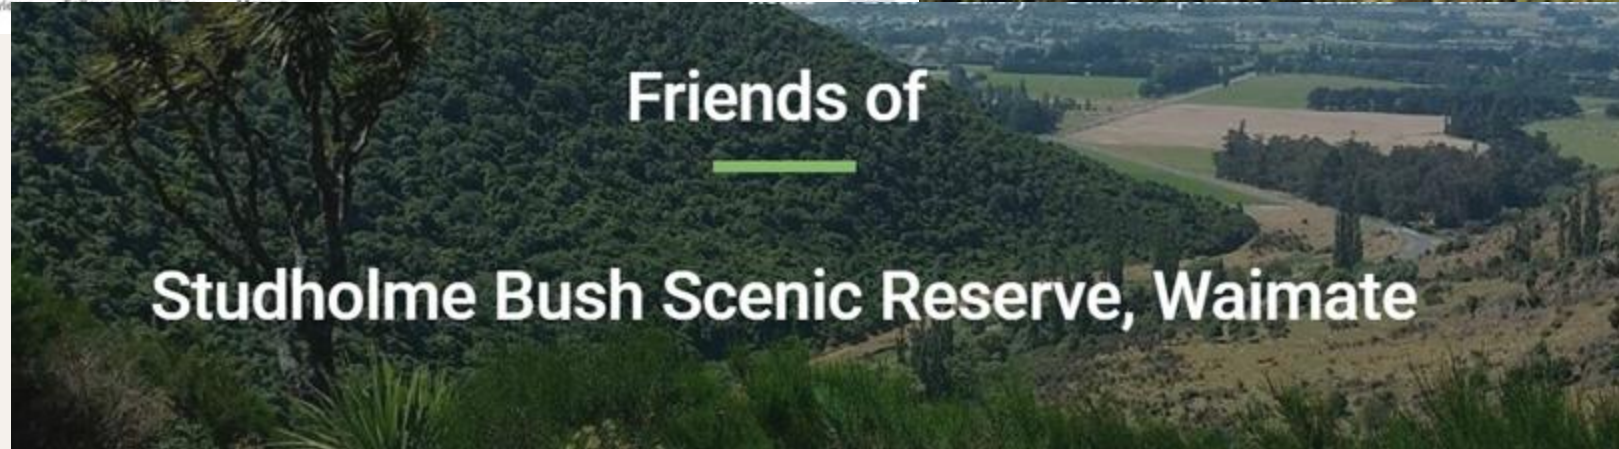 Friends of
Studholme Bush Scenic Reserve, Waimate